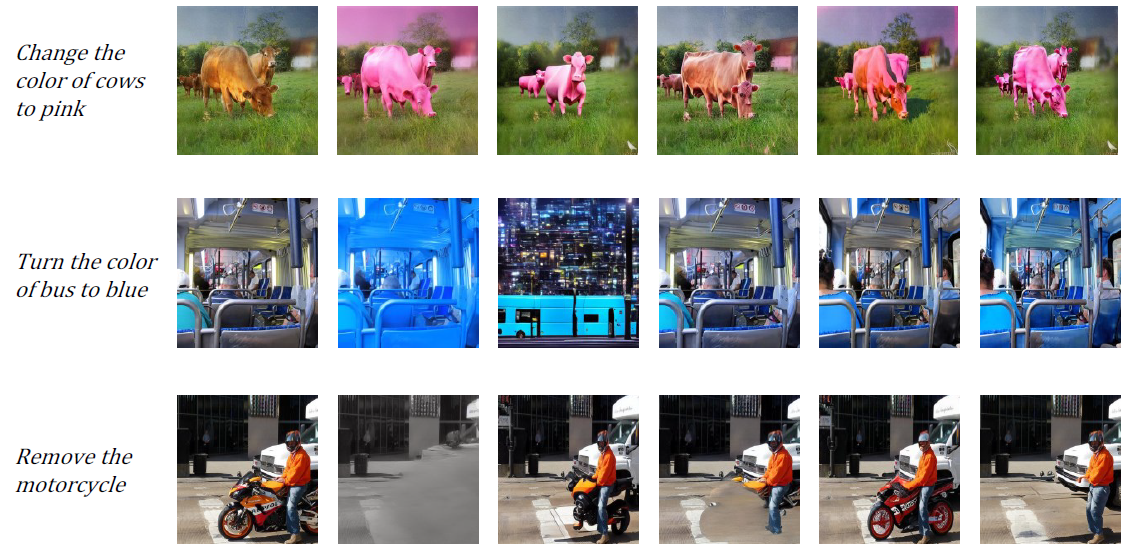 Change the
color of cows
to pink
Turn the color
of bus to blue
Remove the
motorcycle